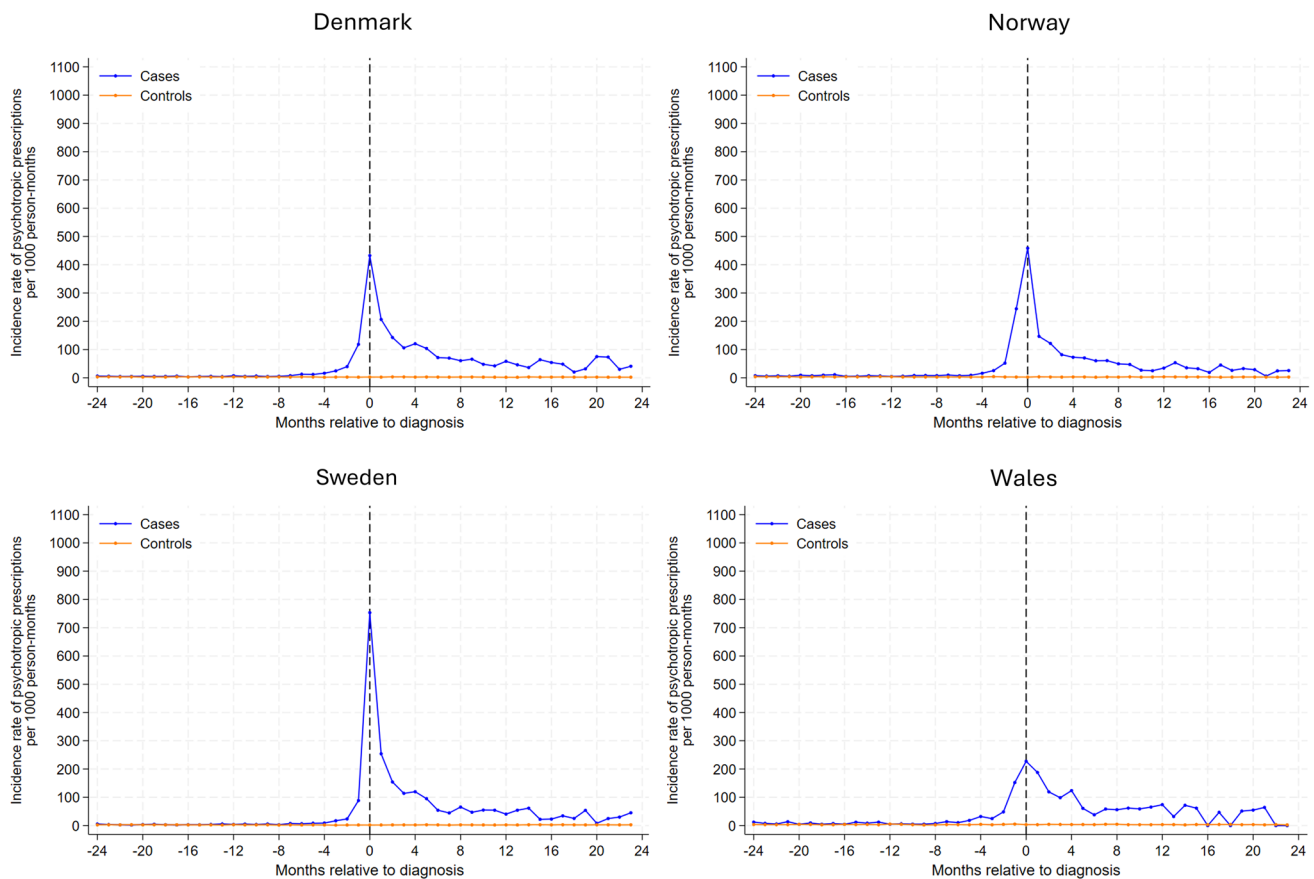 Denmark
Incidence rate of psychotropic prescriptions
per 1000 person-months
1100
1000
900
800
700
600
500
400
300
200
100
0
Cases
Controls
-24 -20 -16 -12 -8 -4 0 4 8 12 16 20 24
Months relative to diagnosis
Norway
Incidence rate of psychotropic prescriptions
per 1000 person-months
1100
1000
900
800
700
600
500
400
300
200
100
0
Cases
Controls
-24 -20 -16 -12 -8 -4 0 4 8 12 16 20 24
Months relative to diagnosis
Sweden
Incidence rate of psychotropic prescriptions
per 1000 person-months
1100
1000
900
800
700
600
500
400
300
200
100
0
Cases
Controls
-24 -20 -16 -12 -8 -4 0 4 8 12 16 20 24
Months relative to diagnosis
Wales
Incidence rate of psychotropic prescriptions
per 1000 person-months
1100
1000
900
800
700
600
500
400
300
200
100
0
Cases
Controls
-24 -20 -16 -12 -8 -4 0 4 8 12 16 20 24
Months relative to diagnosis